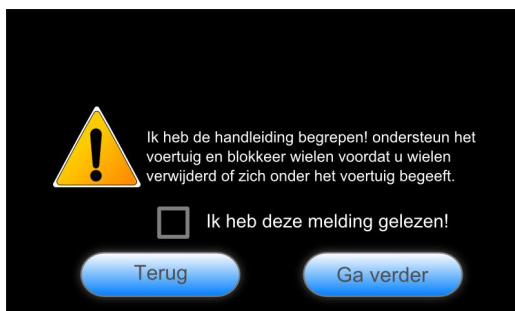 Ik heb de handleiding begrepen! ondersteun het
voertuig en blokkeer wielen voordat u wielen
verwijderd of zich onder het voertuig begeeft.
Ik heb deze melding gelezen!
Terug
Ga verder